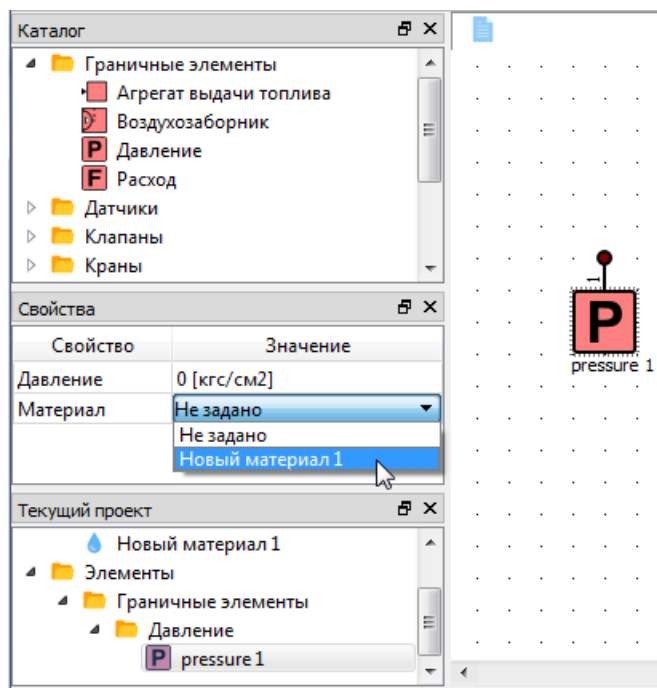 Каталог
Граничные элементы
Агрегат выдачи топлива
Воздухозаборник
P Давление
F Расход
Датчики
Клапаны
Краны
Свойства
Свойство Значение
Давление 0 [кгс/см2]
Материал Не задано
Не задано
Новый материал 1
Текущий проект
Новый материал 1
Элементы
Граничные элементы
Давление
P pressure 1
1
P
pressure 1